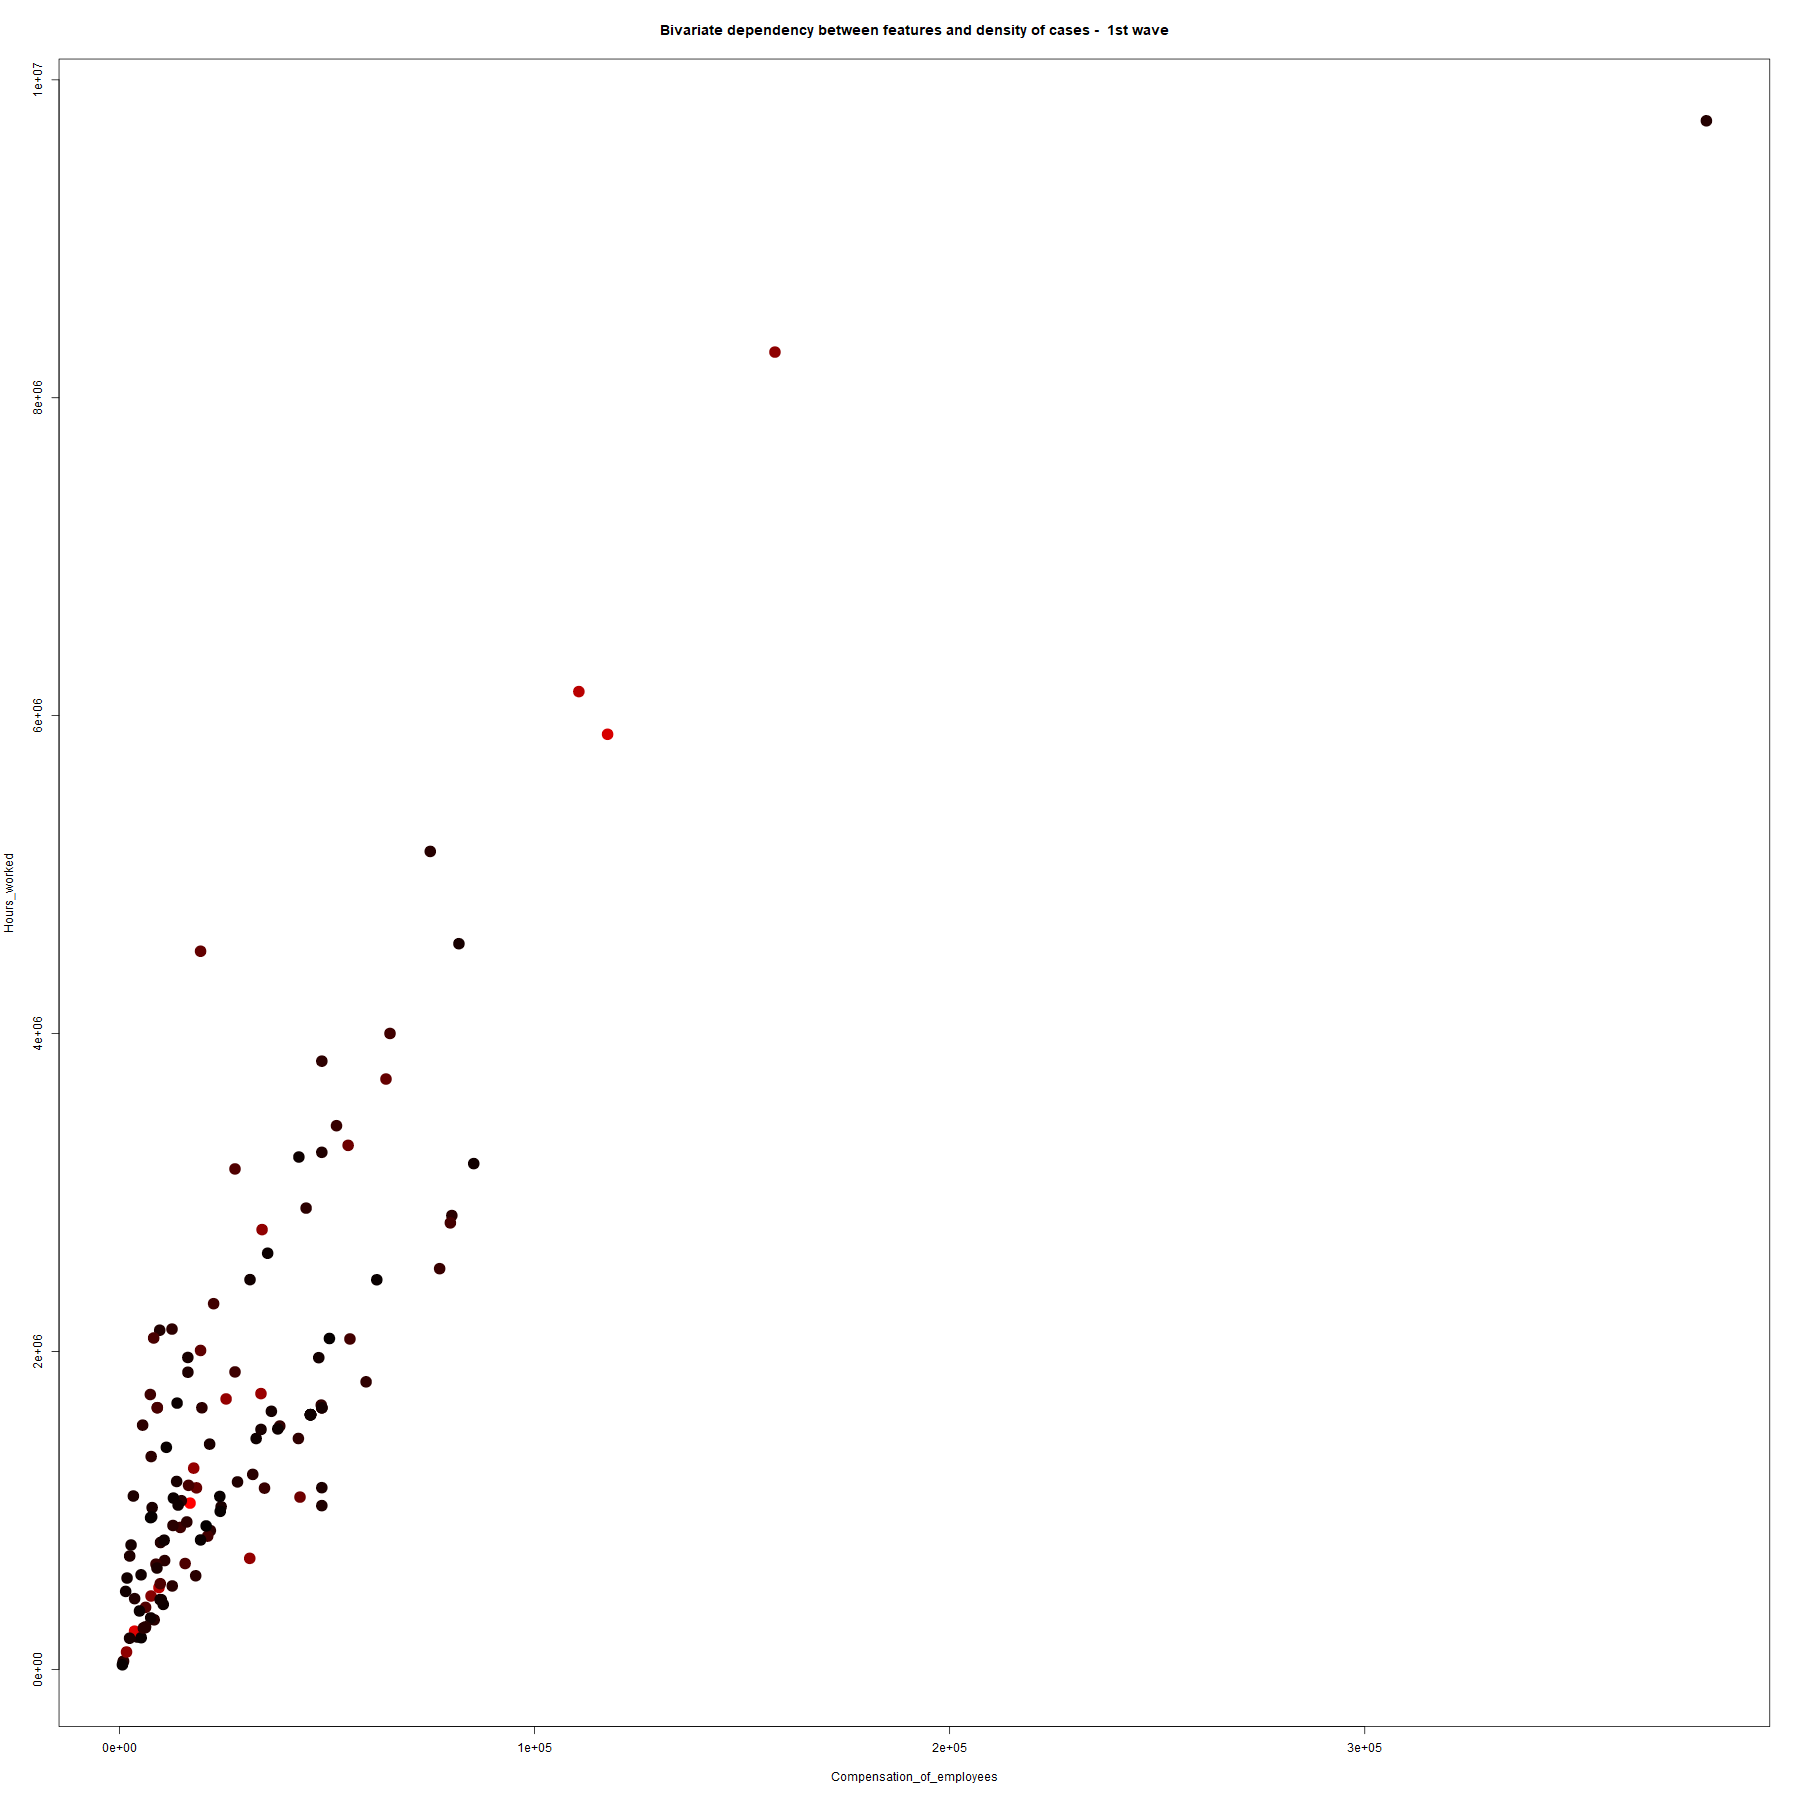 Bivariate dependency between features and density of cases -  1st wave
1e+07
8e+06
6e+06
4e+06
2e+06
0e+00
Hours_worked
0e+00 1e+05 2e+05 3e+05
Compensation_of_employees